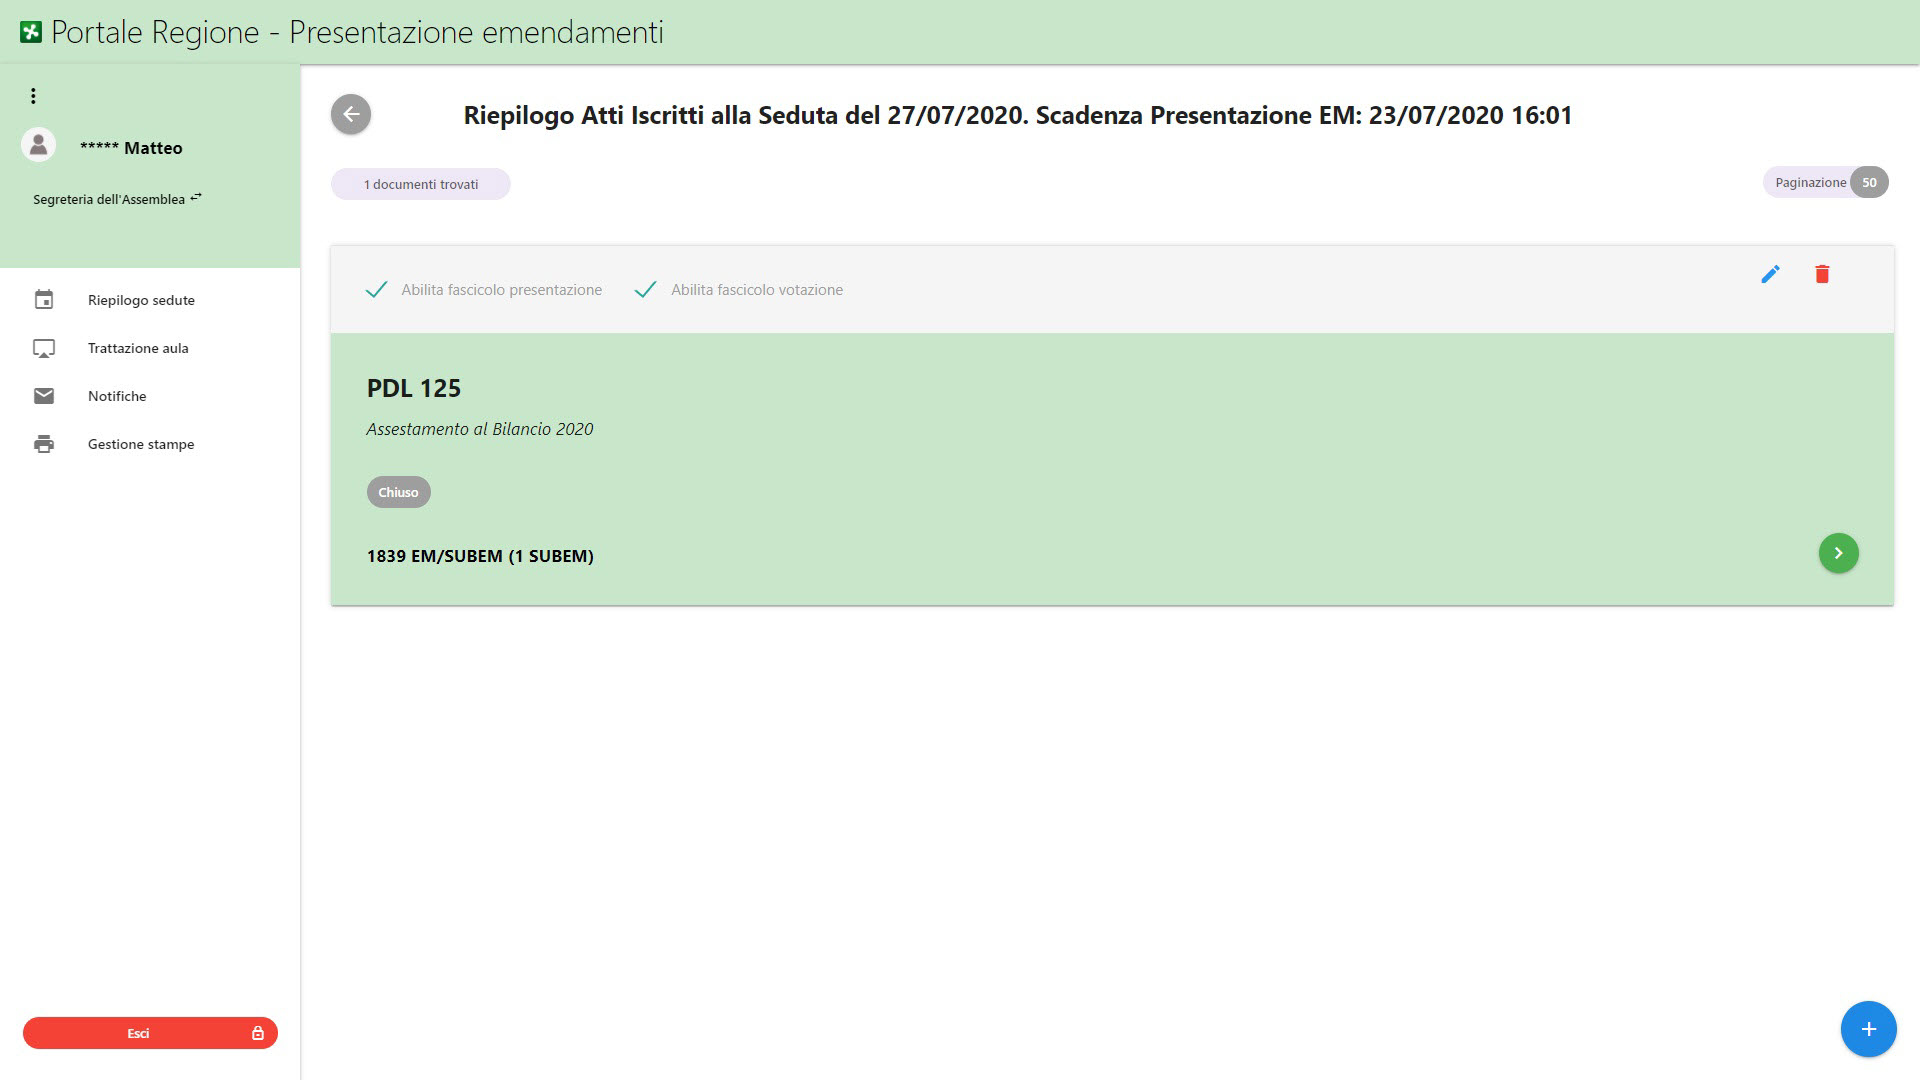 Portale Regione - Presentazione emendamenti
***** Matteo
Segreteria dell'Assemblea
Riepilogo sedute
Trattazione aula
Notifiche
Gestione stampe
Esci
Riepilogo Atti Iscritti alla Seduta del 27/07/2020. Scadenza Presentazione EM: 23/07/2020 16:01
1 documenti trovati
Paginazione 50
Abilita fascicolo presentazione Abilita fascicolo votazione
PDL 125
Assestamento al Bilancio 2020
Chiuso
1839 EM/SUBEM (1 SUBEM)